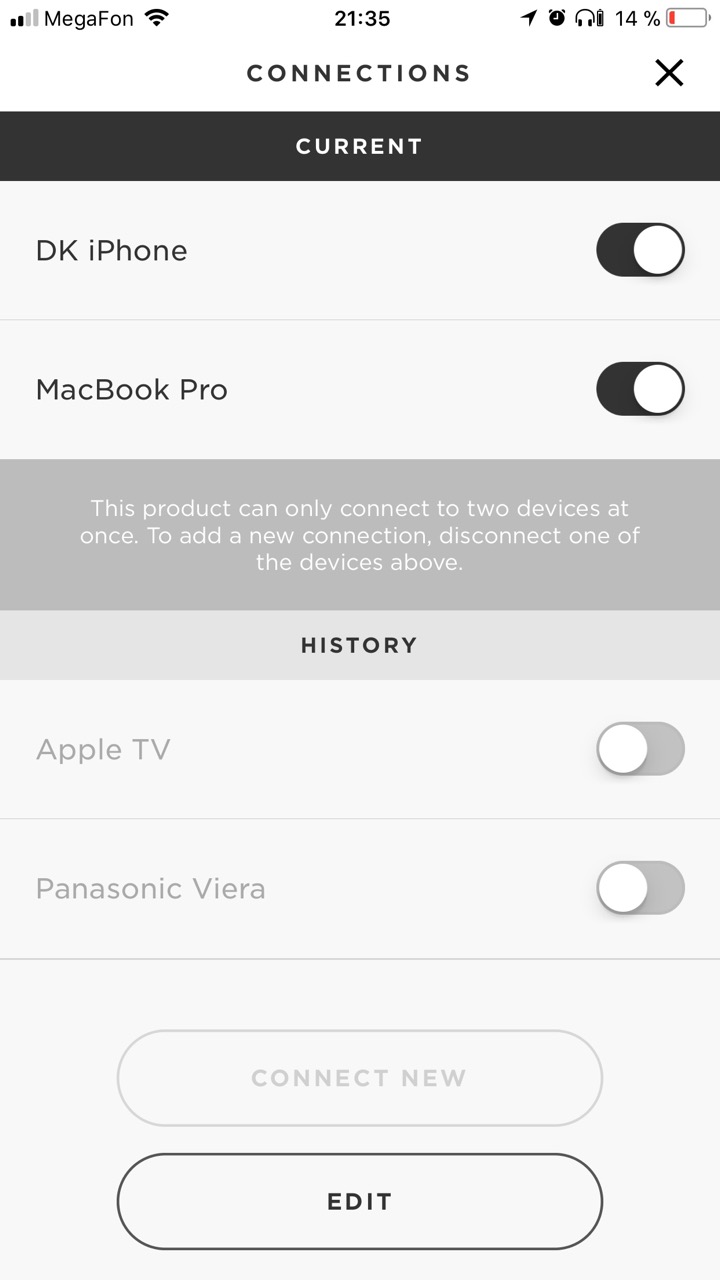 MegaFon 21:35 14 %
CONNECTIONS
CURRENT
DK iPhone
MacBook Pro
This product can only connect to two devices at
once. To add a new connection, disconnect one of
the devices above.
HISTORY
Apple TV
Panasonic Viera
CONNECT NEW
EDIT